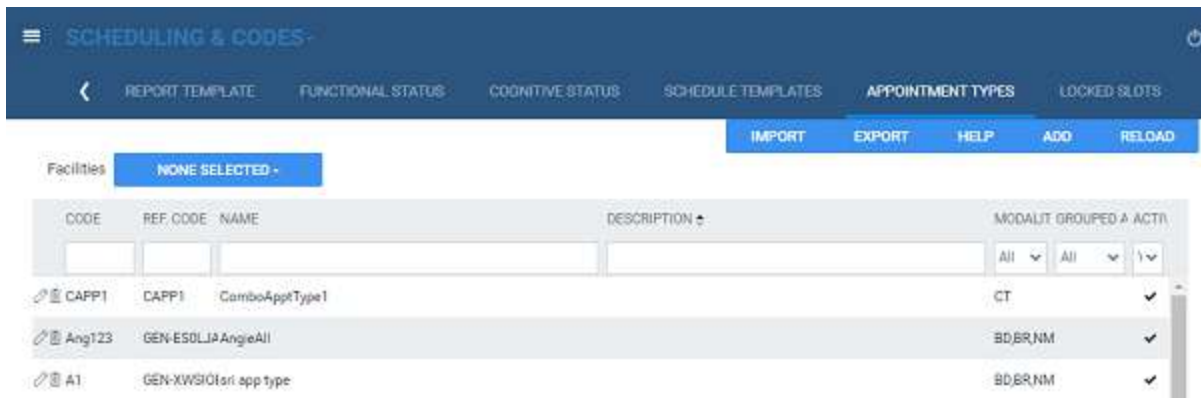 SCHEDULING & CODES
REPORT TEMPLATE FUNCTIONAL STATUS COGNITIVE STATUS SCHEDULE TEMPLATES APPOINTMENT TYPES LOCKED SLOTS
IMPORT EXPORT HELP ADD RELOAD
Facilities NONE SELECTED
CODE REF. CODE NAME DESCRIPTION MODALIT GROUPED A ACTIV
All All Y
CAPP1 CAPP1 ComboApptType1 CT
Ang123 AngieAll BD,BR,NM
A1 sri app type BD,BR,NM